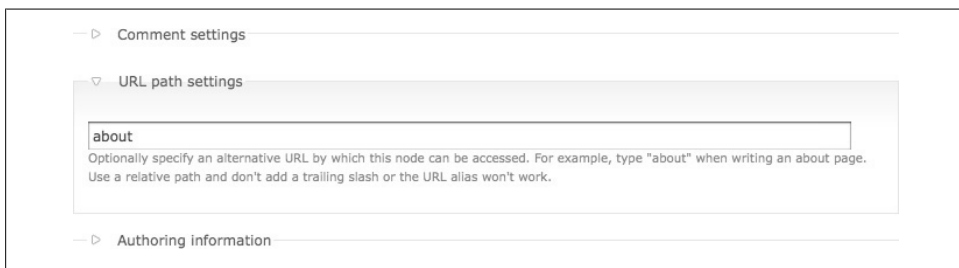 Comment settings
URL path settings
about
Optionally specify an alternative URL by which this node can be accessed. For example, type "about" when writing an about page.
Use a relative path and don't add a trailing slash or the URL alias won't work.
Authoring information